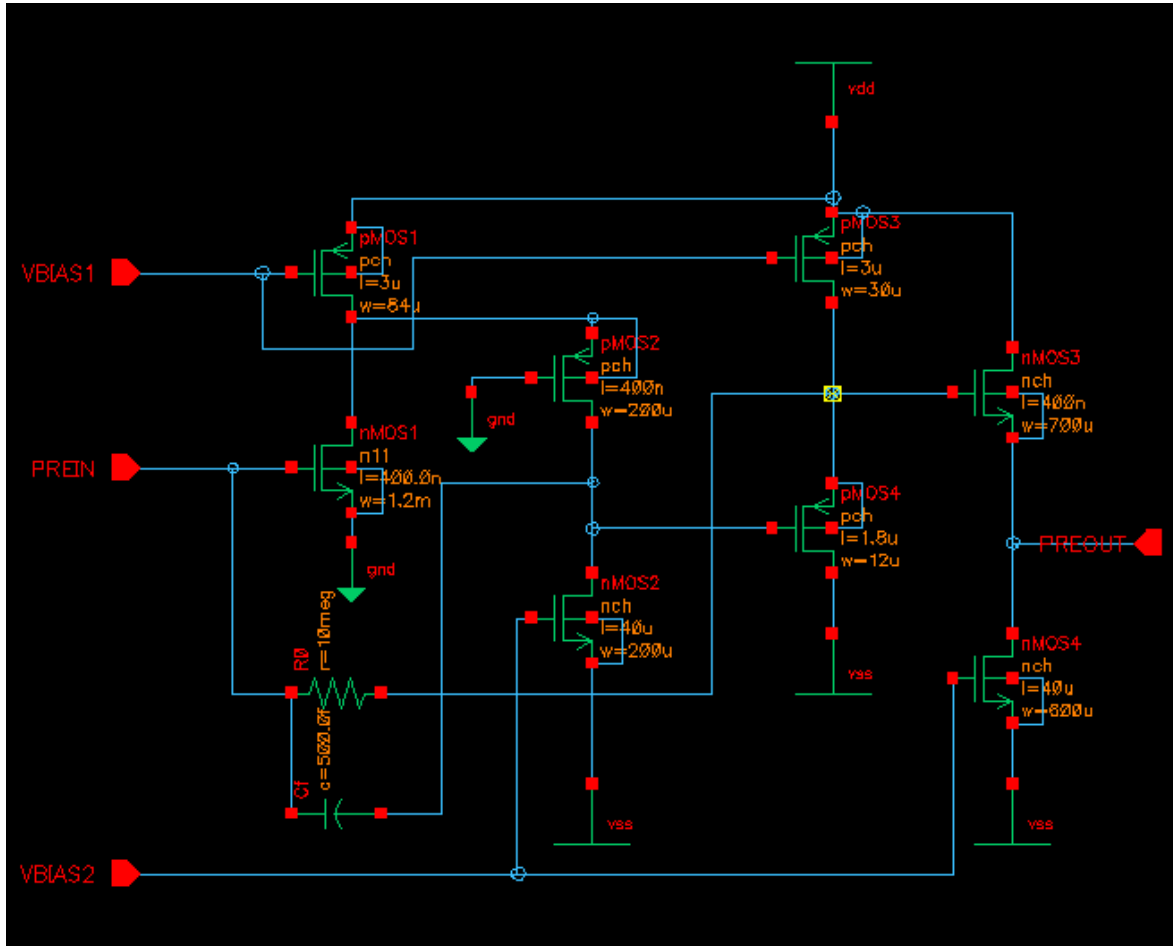 vdd
pMOS1
pch
l=3u
w=84u
VBIAS1
pMOS3
pch
l=3u
w=30u
pMOS2
pch
l=400n
w=200u
gnd
nMOS3
nch
l=400n
w=700u
nMOS1
n11
l=400.0n
w=1.2m
PREIN
gnd
pMOS4
pch
l=1.8u
w=12u
PREOUT
nMOS2
nch
l=40u
w=200u
R0
r=10meg
vss
nMOS4
nch
l=40u
w=600u
Cf
c=500.0f
vss
vss
VBIAS2